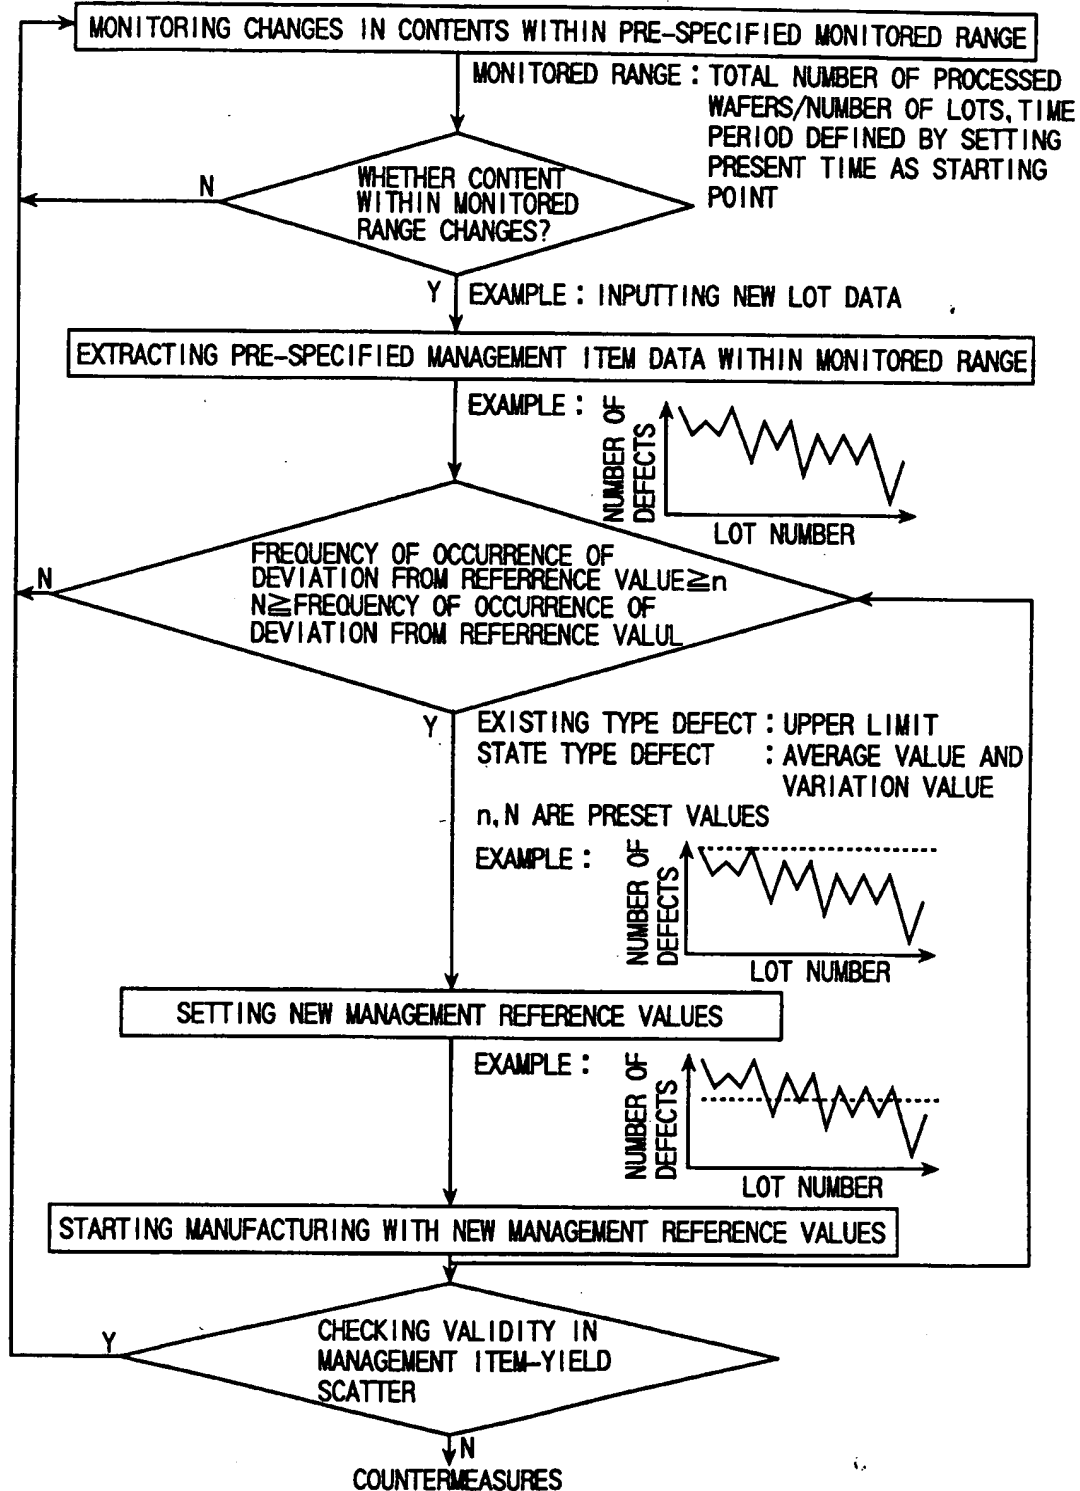 MONITORING CHANGES IN CONTENTS WITHIN PRE-SPECIFIED MONITORED RANGE
MONITORED RANGE : TOTAL NUMBER OF PROCESSED
WAFERS/NUMBER OF LOTS, TIME
PERIOD DEFINED BY SETTING
PRESENT TIME AS STARTING
POINT
N
WHETHER CONTENT
WITHIN MONITORED
RANGE CHANGES?
Y
EXAMPLE : INPUTTING NEW LOT DATA
EXTRACTING PRE-SPECIFIED MANAGEMENT ITEM DATA WITHIN MONITORED RANGE
EXAMPLE :
NUMBER OF
DEFECTS
LOT NUMBER
N
FREQUENCY OF OCCURRENCE OF
DEVIATION FROM REFERRENCE VALUE≧n
N≧FREQUENCY OF OCCURRENCE OF
DEVIATION FROM REFERRENCE VALUL
Y
EXISTING TYPE DEFECT : UPPER LIMIT
STATE TYPE DEFECT : AVERAGE VALUE AND
VARIATION VALUE
n, N ARE PRESET VALUES
EXAMPLE :
NUMBER OF
DEFECTS
LOT NUMBER
SETTING NEW MANAGEMENT REFERENCE VALUES
EXAMPLE :
NUMBER OF
DEFECTS
LOT NUMBER
STARTING MANUFACTURING WITH NEW MANAGEMENT REFERENCE VALUES
Y
CHECKING VALIDITY IN
MANAGEMENT ITEM-YIELD
SCATTER
N
COUNTERMEASURES